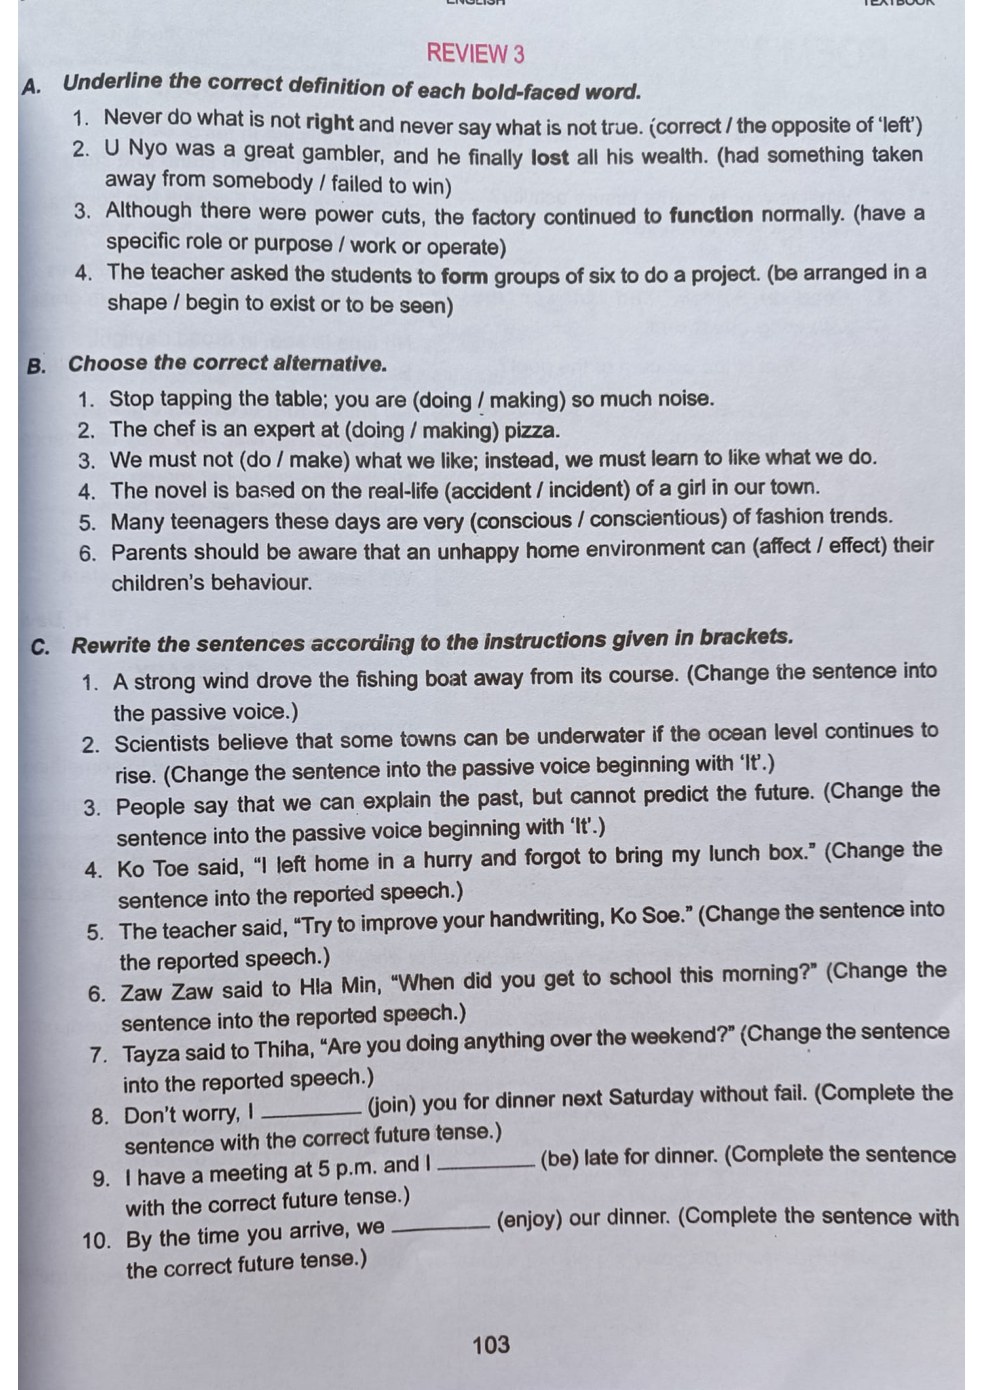 ENGLISH TEXTBOOK
REVIEW 3
A. Underline the correct definition of each bold-faced word.
1. Never do what is not right and never say what is not true. (correct / the opposite of ‘left’)
2. U Nyo was a great gambler, and he finally lost all his wealth. (had something taken
away from somebody / failed to win)
3. Although there were power cuts, the factory continued to function normally. (have a
specific role or purpose / work or operate)
4. The teacher asked the students to form groups of six to do a project. (be arranged in a
shape / begin to exist or to be seen)
B. Choose the correct alternative.
1. Stop tapping the table; you are (doing / making) so much noise.
2. The chef is an expert at (doing / making) pizza.
3. We must not (do / make) what we like; instead, we must learn to like what we do.
4. The novel is based on the real-life (accident / incident) of a girl in our town.
5. Many teenagers these days are very (conscious / conscientious) of fashion trends.
6. Parents should be aware that an unhappy home environment can (affect / effect) their
children’s behaviour.
C. Rewrite the sentences according to the instructions given in brackets.
1. A strong wind drove the fishing boat away from its course. (Change the sentence into
the passive voice.)
2. Scientists believe that some towns can be underwater if the ocean level continues to
rise. (Change the sentence into the passive voice beginning with ‘It’.)
3. People say that we can explain the past, but cannot predict the future. (Change the
sentence into the passive voice beginning with ‘It’.)
4. Ko Toe said, “I left home in a hurry and forgot to bring my lunch box.” (Change the
sentence into the reported speech.)
5. The teacher said, “Try to improve your handwriting, Ko Soe.” (Change the sentence into
the reported speech.)
6. Zaw Zaw said to Hla Min, “When did you get to school this morning?” (Change the
sentence into the reported speech.)
7. Tayza said to Thiha, “Are you doing anything over the weekend?” (Change the sentence
into the reported speech.)
8. Don’t worry, I __________ (join) you for dinner next Saturday without fail. (Complete the
sentence with the correct future tense.)
9. I have a meeting at 5 p.m. and I __________ (be) late for dinner. (Complete the sentence
with the correct future tense.)
10. By the time you arrive, we __________ (enjoy) our dinner. (Complete the sentence with
the correct future tense.)
103